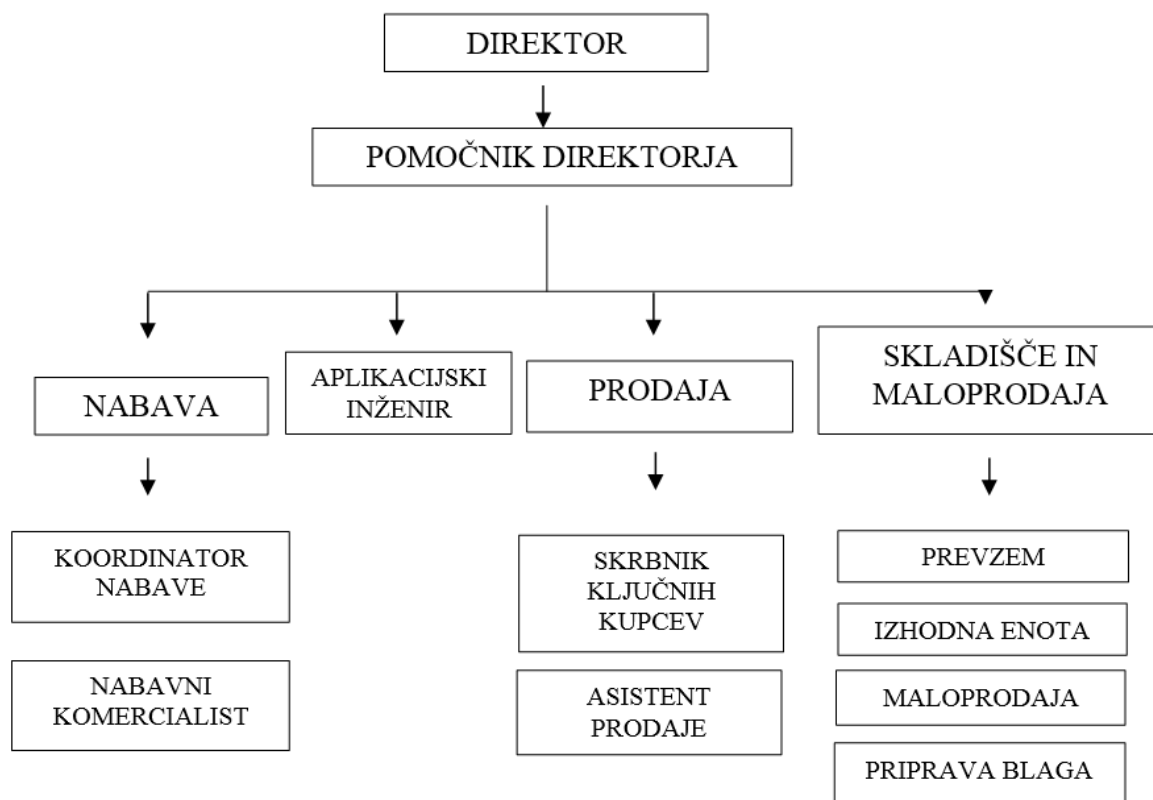 DIREKTOR
POMOČNIK DIREKTORJA
NABAVA
APLIKACIJSKI
INŽENIR
PRODAJA
SKLADIŠČE IN
MALOPRODAJA
KOORDINATOR
NABAVE
NABAVNI
KOMERCIALIST
SKRBNIK
KLJUČNIH
KUPCEV
ASISTENT
PRODAJE
PREVZEM
IZHODNA ENOTA
MALOPRODAJA
PRIPRAVA BLAGA